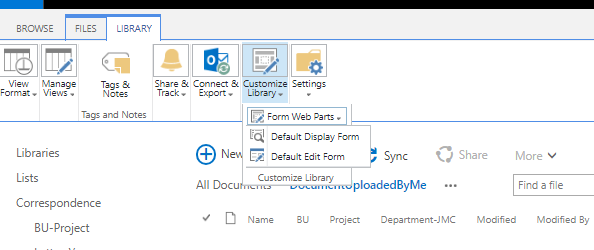 BROWSE FILES LIBRARY
View Format Manage Views Tags & Notes Share & Track Connect & Export Customize Library Settings
Tags and Notes
Form Web Parts
Default Display Form
Default Edit Form
Customize Library
Libraries
Lists
Correspondence
BU-Project
New Sync Share More
All Documents DocumentUploadedByMe ... Find a file
Name BU Project Department-JMC Modified Modified By